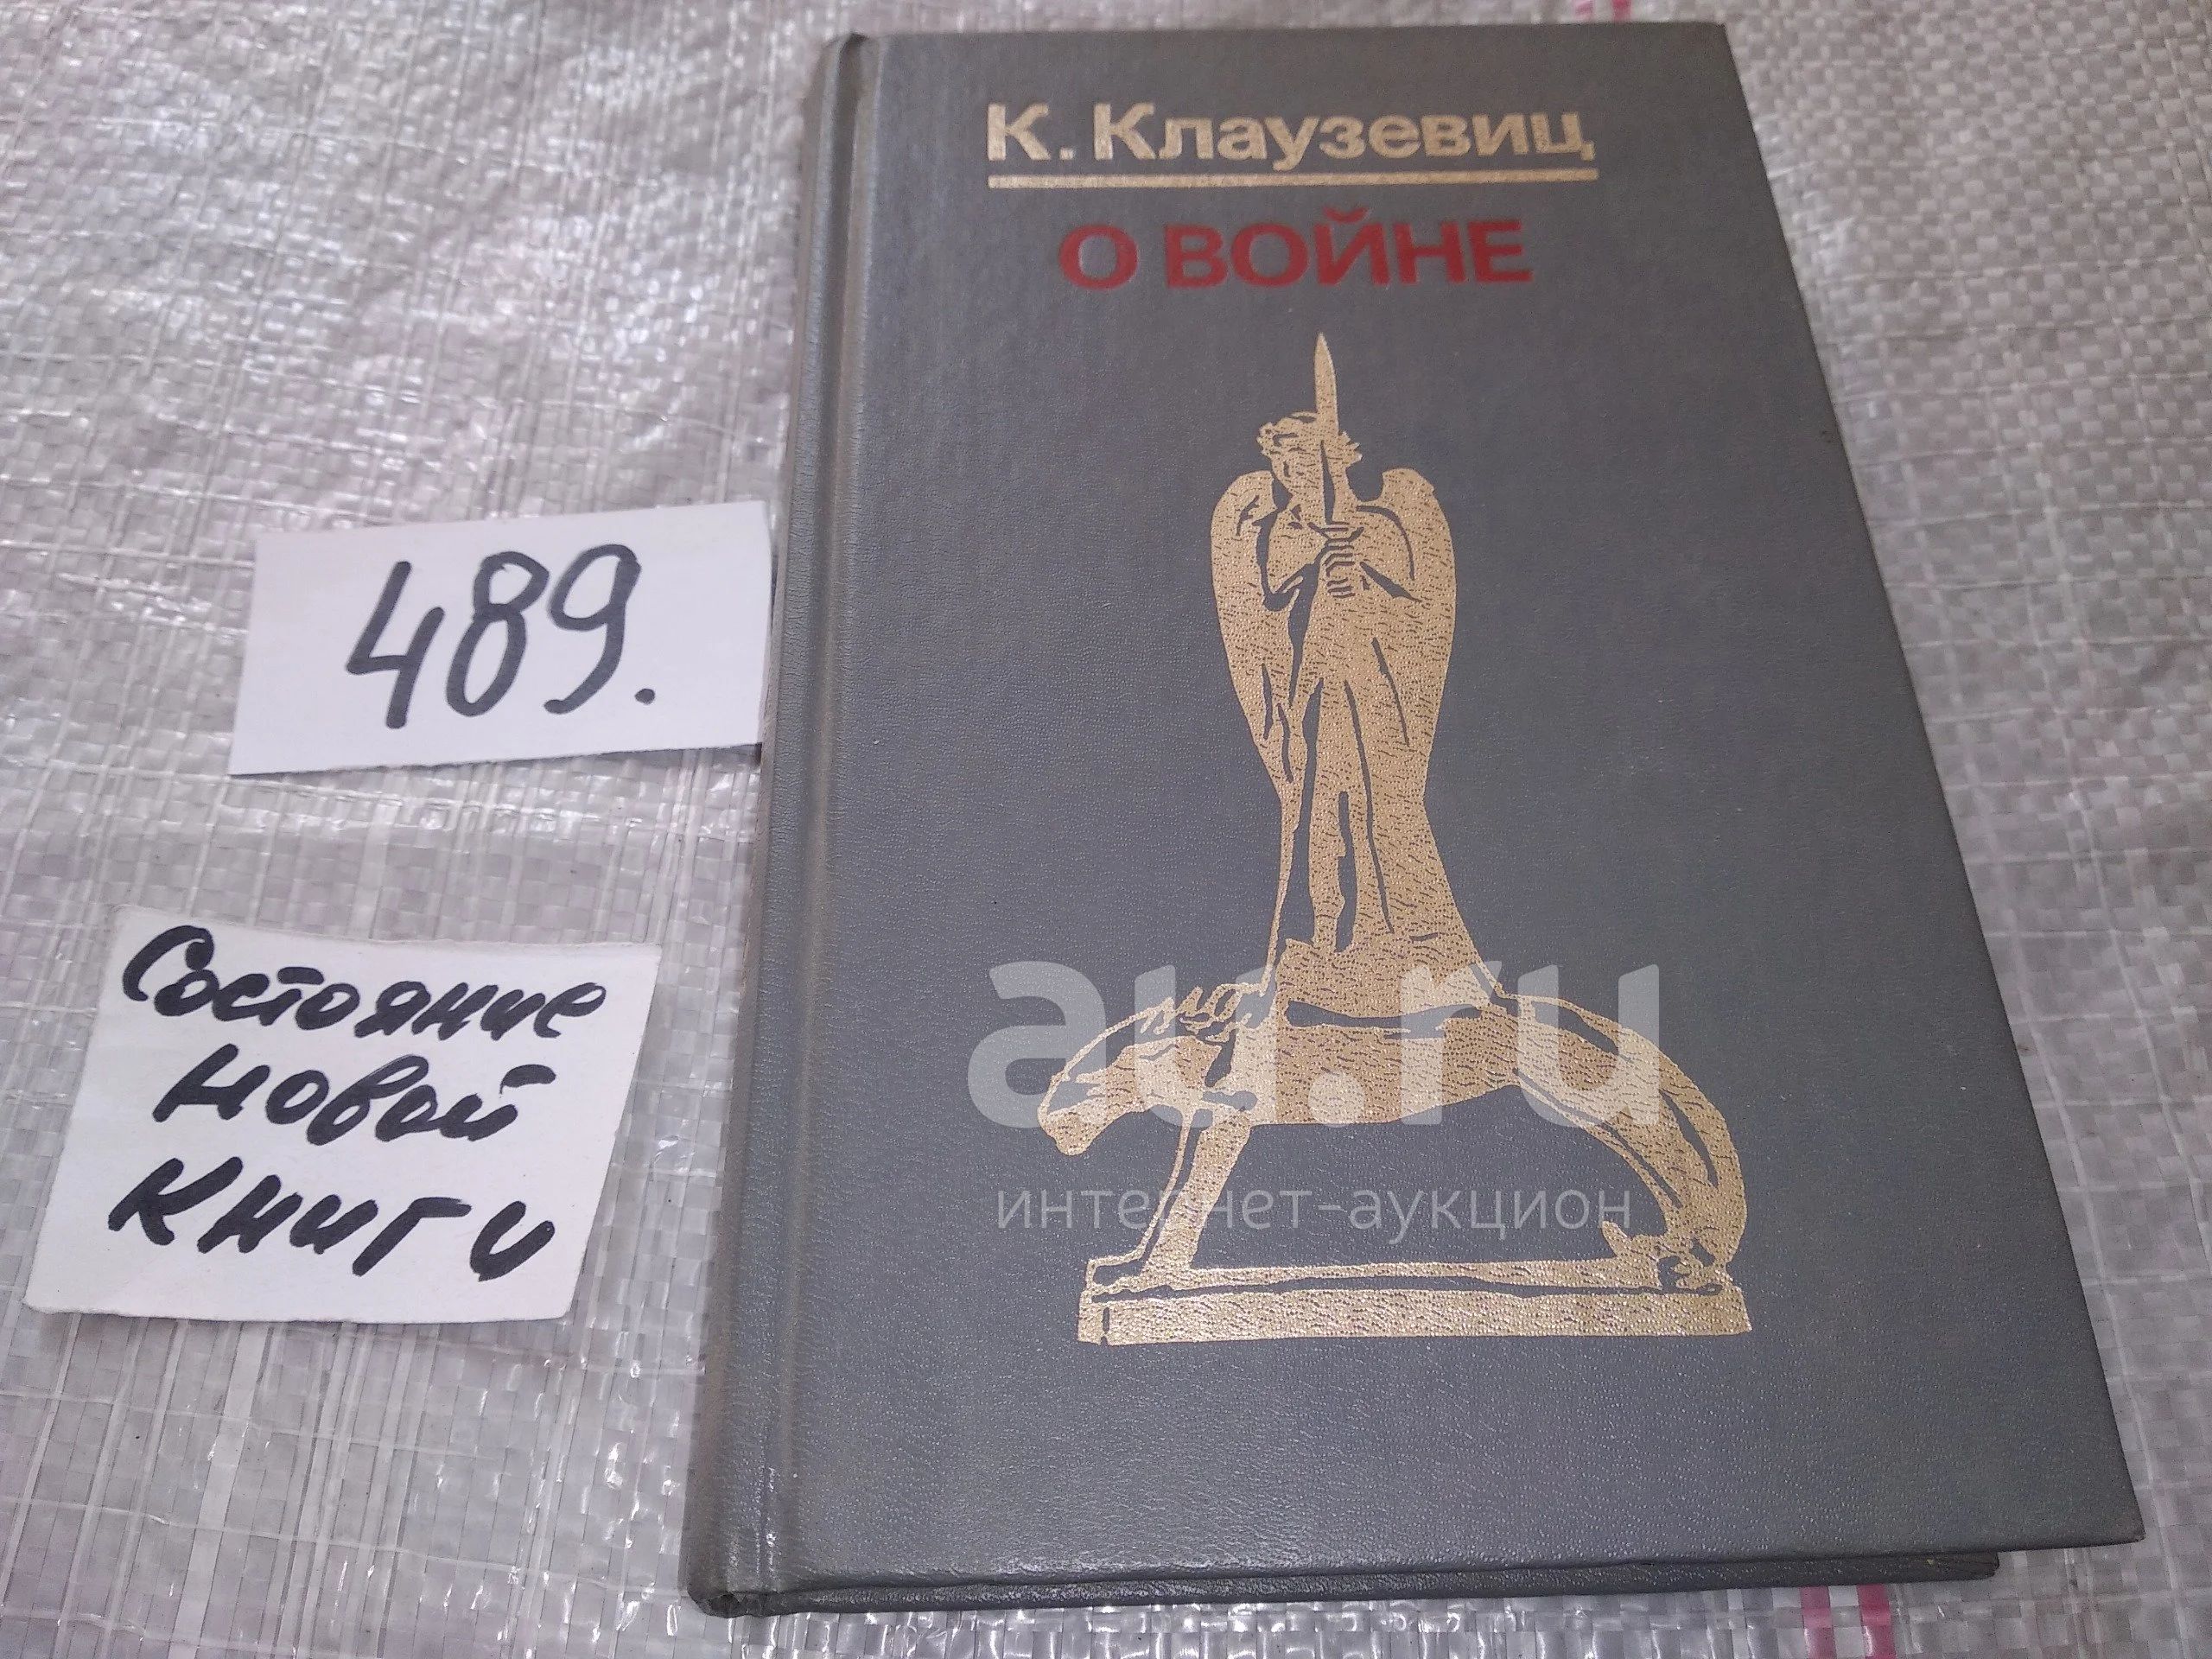 К. Клаузевиц
О ВОЙНЕ
489.
Состояние
новой
книги
au.ru
интернет-аукцион